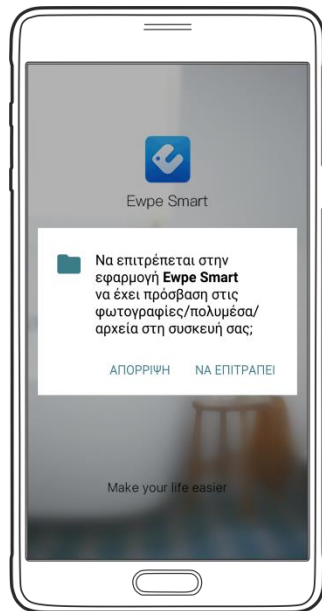 Ewpe Smart
Να επιτρέπεται στην
εφαρμογή Ewpe Smart
να έχει πρόσβαση στις
φωτογραφίες/πολυμέσα/
αρχεία στη συσκευή σας;
ΑΠΟΡΡΙΨΗ ΝΑ ΕΠΙΤΡΑΠΕΙ
Make your life easier